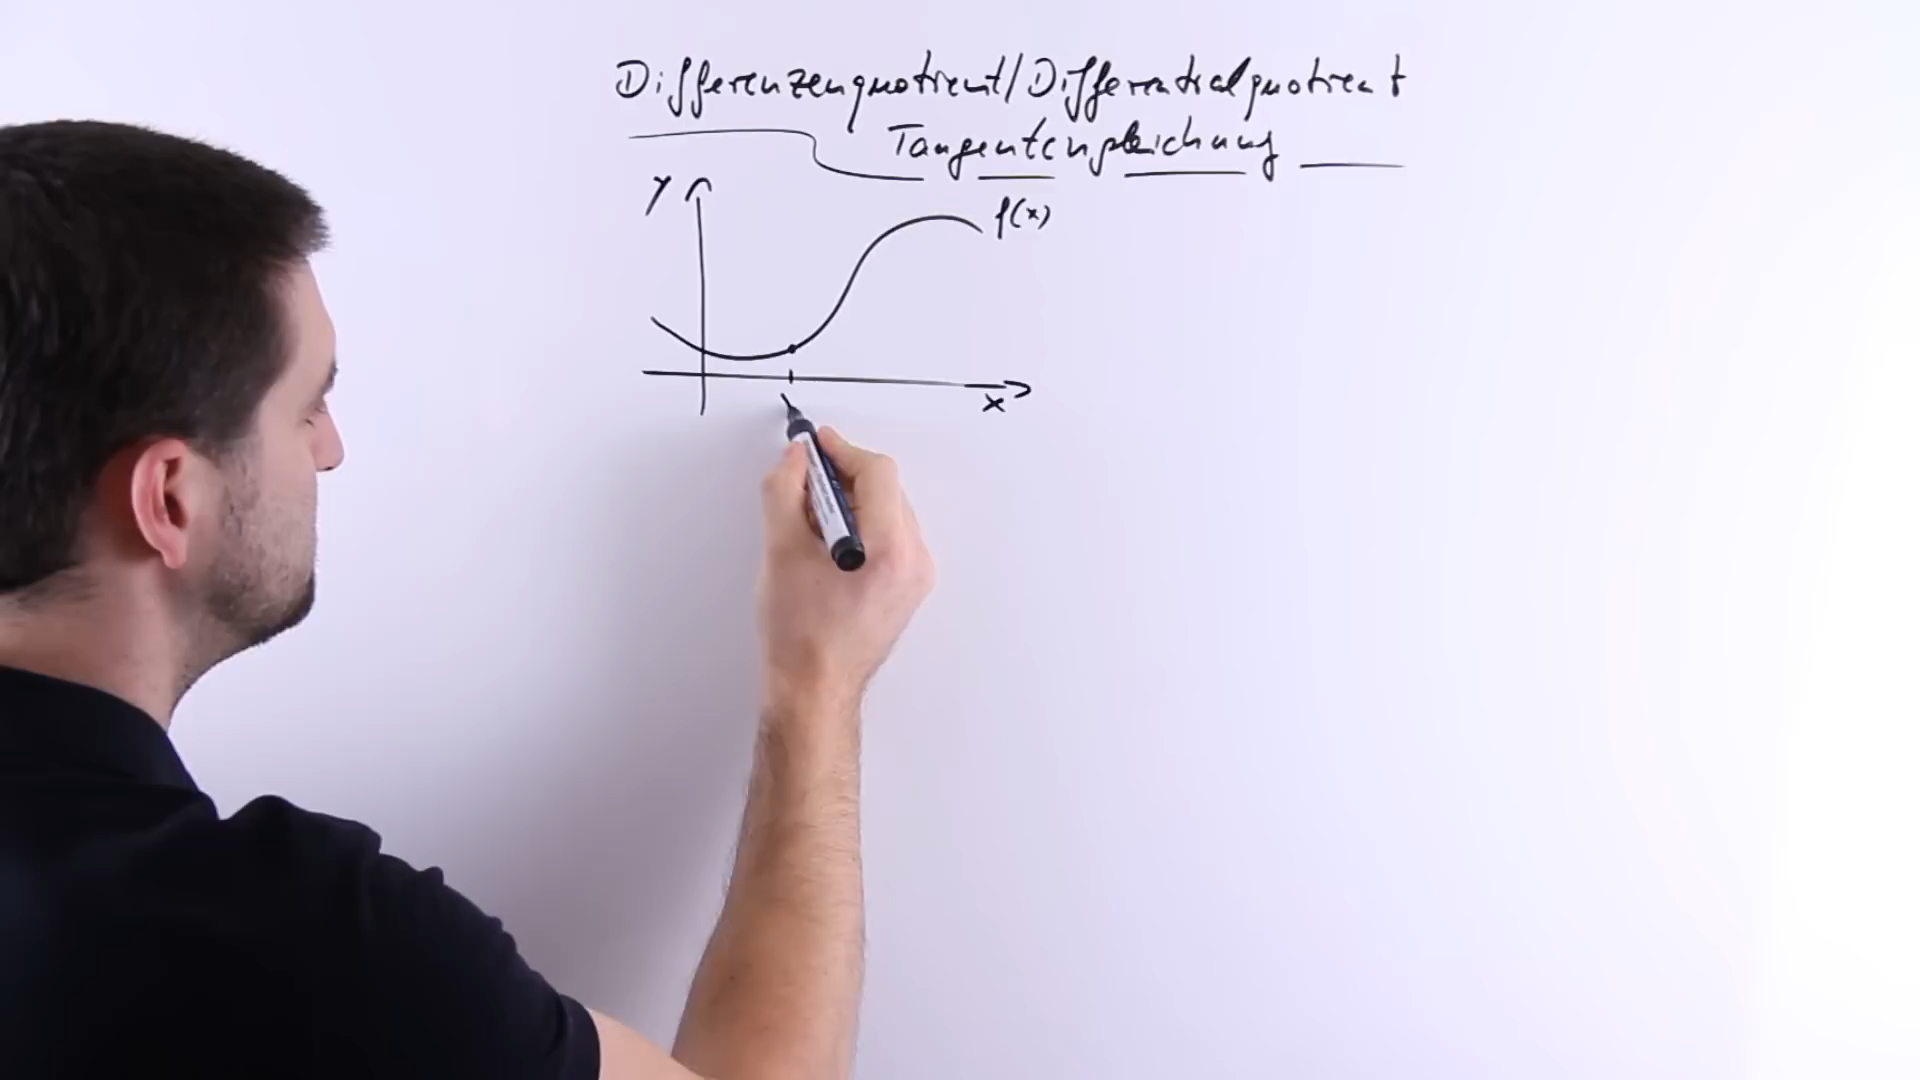 Differenzenquotient/Differentialquotient
Tangentengleichung
y
f(x)
x